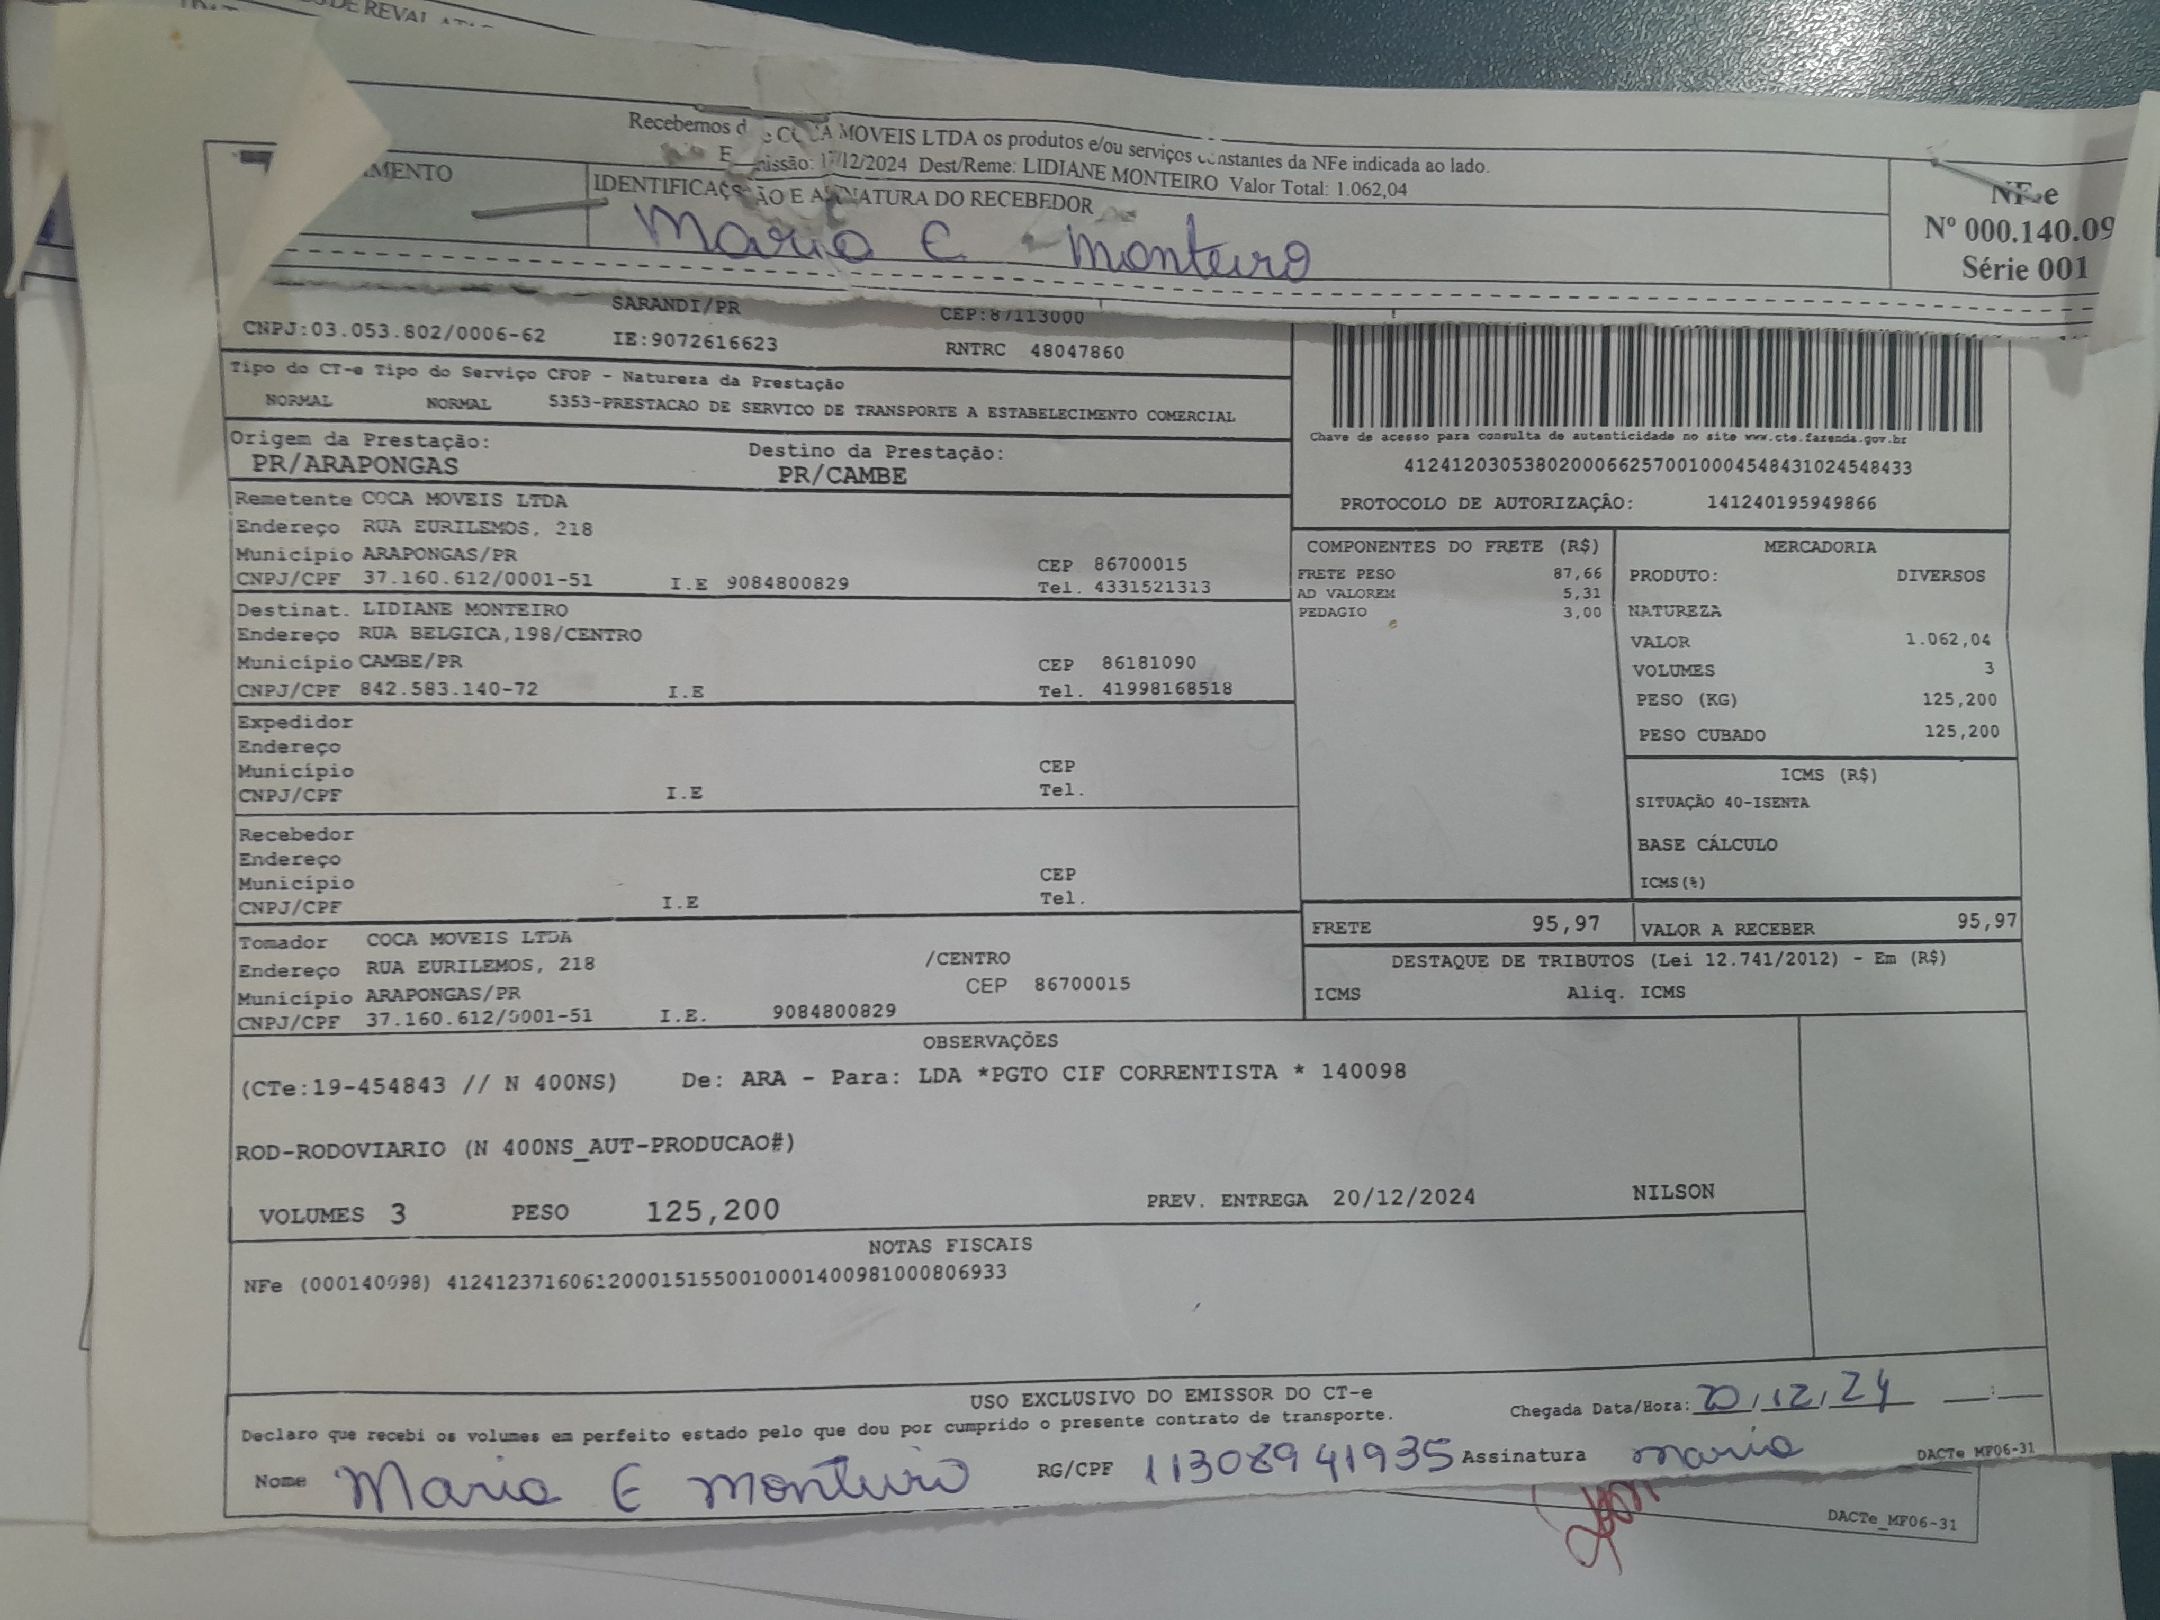 Recebemos de COCA MOVEIS LTDA os produtos e/ou serviços constantes da NFe indicada ao lado.
Emissão: 17/12/2024 Dest/Reme: LIDIANE MONTEIRO Valor Total: 1.062,04
IDENTIFICAÇÃO E ASSINATURA DO RECEBEDOR
Maria E Monteiro
NF-e
Nº 000.140.09
Série 001
SARANDI/PR CEP:87113000
CNPJ:03.053.802/0006-62 IE:9072616623 RNTRC 48047860
Tipo do CT-e Tipo do Serviço CFOP - Natureza da Prestação
NORMAL NORMAL 5353-PRESTACAO DE SERVICO DE TRANSPORTE A ESTABELECIMENTO COMERCIAL
Chave de acesso para consulta de autenticidade no site www.cte.fazenda.gov.br
41241203053802000662570010004548431024548433
PROTOCOLO DE AUTORIZAÇÃO: 141240195949866
Origem da Prestação: Destino da Prestação:
PR/ARAPONGAS PR/CAMBE
Remetente COCA MOVEIS LTDA
Endereço RUA EURILEMOS, 218
Município ARAPONGAS/PR CEP 86700015
CNPJ/CPF 37.160.612/0001-51 I.E 9084800829 Tel. 4331521313
Destinat. LIDIANE MONTEIRO
Endereço RUA BELGICA,198/CENTRO
Município CAMBE/PR CEP 86181090
CNPJ/CPF 842.583.140-72 I.E Tel. 41998168518
Expedidor
Endereço
Município CEP
CNPJ/CPF I.E Tel.
Recebedor
Endereço
Município CEP
CNPJ/CPF I.E Tel.
Tomador COCA MOVEIS LTDA
Endereço RUA EURILEMOS, 218 /CENTRO
Município ARAPONGAS/PR CEP 86700015
CNPJ/CPF 37.160.612/0001-51 I.E. 9084800829
COMPONENTES DO FRETE (R$)
FRETE PESO 87,66
AD VALOREM 5,31
PEDAGIO 3,00
MERCADORIA
PRODUTO: DIVERSOS
NATUREZA
VALOR 1.062,04
VOLUMES 3
PESO (KG) 125,200
PESO CUBADO 125,200
ICMS (R$)
SITUAÇÃO 40-ISENTA
BASE CÁLCULO
ICMS(%)
FRETE 95,97 VALOR A RECEBER 95,97
DESTAQUE DE TRIBUTOS (Lei 12.741/2012) - Em (R$)
ICMS Aliq. ICMS
OBSERVAÇÕES
(CTe:19-454843 // N 400NS) De: ARA - Para: LDA *PGTO CIF CORRENTISTA * 140098
ROD-RODOVIARIO (N 400NS_AUT-PRODUCAO#)
VOLUMES 3 PESO 125,200 PREV. ENTREGA 20/12/2024 NILSON
NOTAS FISCAIS
NFe (000140098) 41241237160612000151550010001400981000806933
USO EXCLUSIVO DO EMISSOR DO CT-e
Declaro que recebi os volumes em perfeito estado pelo que dou por cumprido o presente contrato de transporte. Chegada Data/Hora: 20/12/24
Nome Maria E Monteiro RG/CPF 11308941935 Assinatura Maria DACTe_MF06-31
DACTe_MF06-31